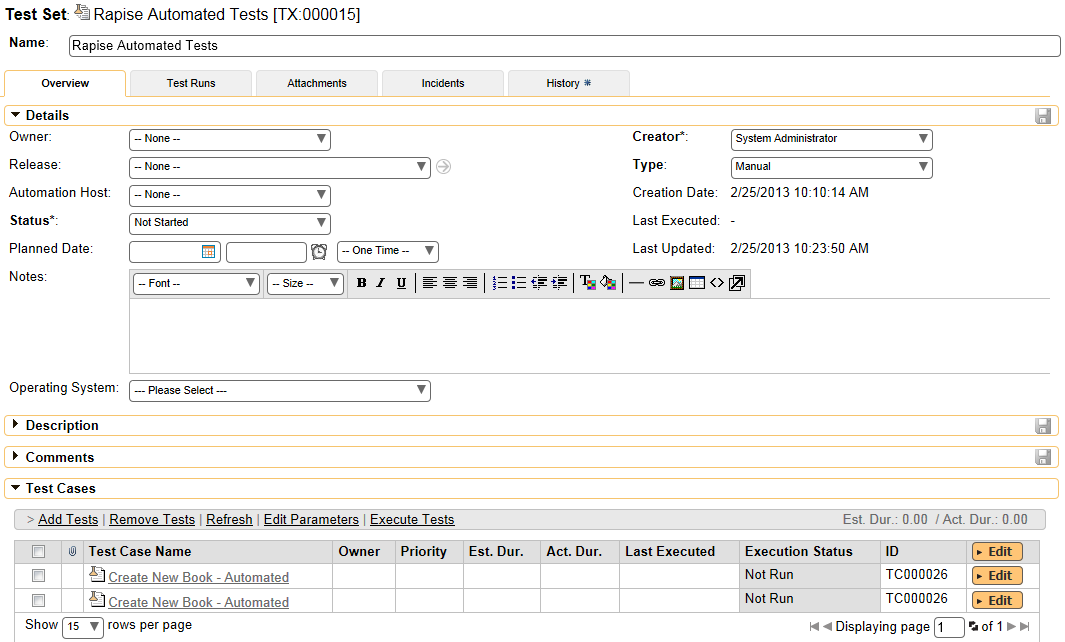 Test Set: Rapise Automated Tests [TX:000015]
Name: Rapise Automated Tests
Overview Test Runs Attachments Incidents History *
Details
Owner: -- None -- Creator*: System Administrator
Release: -- None -- Type: Manual
Automation Host: -- None -- Creation Date: 2/25/2013 10:10:14 AM
Status*: Not Started Last Executed: -
Planned Date: -- One Time -- Last Updated: 2/25/2013 10:23:50 AM
Notes: -- Font -- -- Size -- B I U
Operating System: --- Please Select ---
Description
Comments
Test Cases
> Add Tests | Remove Tests | Refresh | Edit Parameters | Execute Tests Est. Dur.: 0.00 / Act. Dur.: 0.00
Test Case Name Owner Priority Est. Dur. Act. Dur. Last Executed Execution Status ID Edit
Create New Book - Automated Not Run TC000026 Edit
Create New Book - Automated Not Run TC000026 Edit
Show 15 rows per page Displaying page 1 of 1